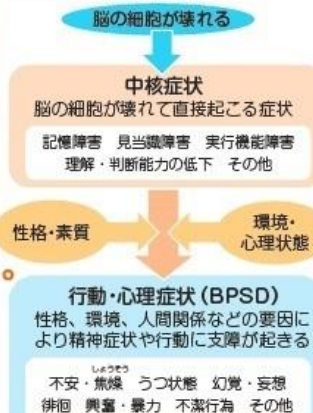 脳の細胞が壊れる
中核症状
脳の細胞が壊れて直接起こる症状
記憶障害 見当識障害 実行機能障害
理解・判断能力の低下 その他
性格・素質
環境・
心理状態
行動・心理症状(BPSD)
性格、環境、人間関係などの要因に
より精神症状や行動に支障が起きる
しょうそう
不安・焦燥 うつ状態 幻覚・妄想
徘徊 興奮・暴力 不潔行為 その他